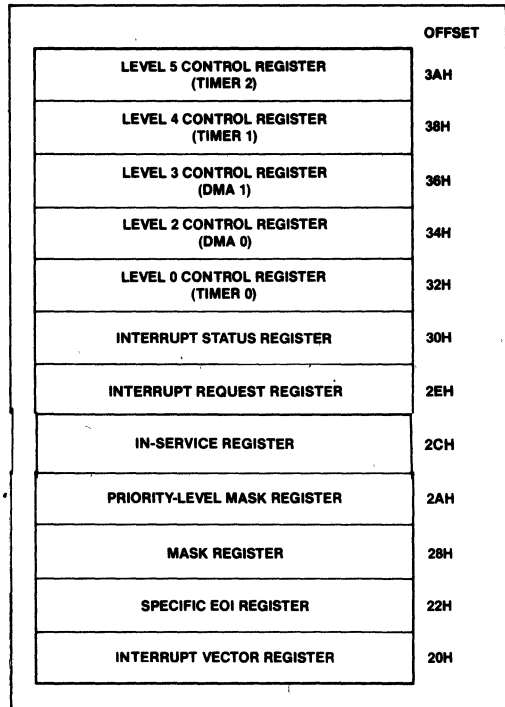 OFFSET
LEVEL 5 CONTROL REGISTER
(TIMER 2)
3AH
LEVEL 4 CONTROL REGISTER
(TIMER 1)
38H
LEVEL 3 CONTROL REGISTER
(DMA 1)
36H
LEVEL 2 CONTROL REGISTER
(DMA 0)
34H
LEVEL 0 CONTROL REGISTER
(TIMER 0)
32H
INTERRUPT STATUS REGISTER
30H
INTERRUPT REQUEST REGISTER
2EH
IN-SERVICE REGISTER
2CH
PRIORITY-LEVEL MASK REGISTER
2AH
MASK REGISTER
28H
SPECIFIC EOI REGISTER
22H
INTERRUPT VECTOR REGISTER
20H